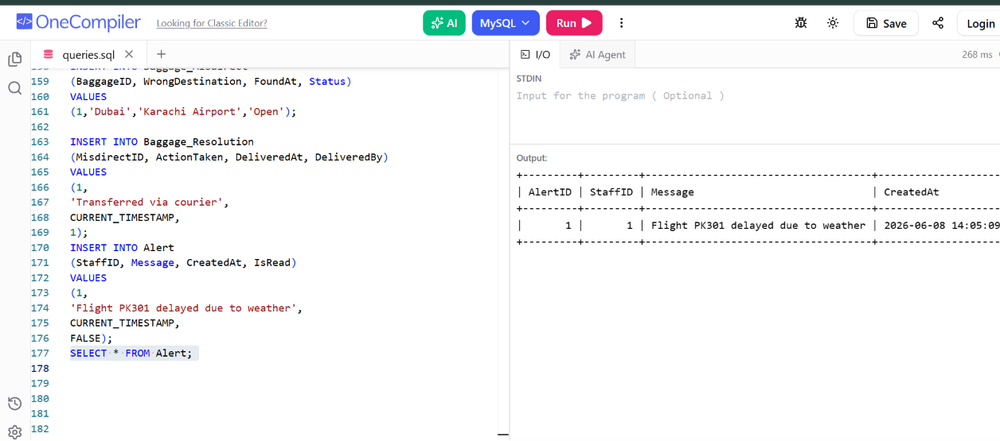 </> OneCompiler
Looking for Classic Editor?
AI
MySQL
Run
Save
Login
queries.sql
I/O
AI Agent
268 ms
159 (BaggageID, WrongDestination, FoundAt, Status)
160 VALUES
161 (1,'Dubai','Karachi Airport','Open');
162
163 INSERT INTO Baggage_Resolution
164 (MisdirectID, ActionTaken, DeliveredAt, DeliveredBy)
165 VALUES
166 (1,
167 'Transferred via courier',
168 CURRENT_TIMESTAMP,
169 1);
170 INSERT INTO Alert
171 (StaffID, Message, CreatedAt, IsRead)
172 VALUES
173 (1,
174 'Flight PK301 delayed due to weather',
175 CURRENT_TIMESTAMP,
176 FALSE);
177 SELECT * FROM Alert;
178
179
180
181
182
STDIN
Input for the program ( Optional )
Output:
+---------+---------+-------------------------------------+--------------------
| AlertID | StaffID | Message | CreatedAt
+---------+---------+-------------------------------------+--------------------
| 1 | 1 | Flight PK301 delayed due to weather | 2026-06-08 14:05:09
+---------+---------+-------------------------------------+--------------------